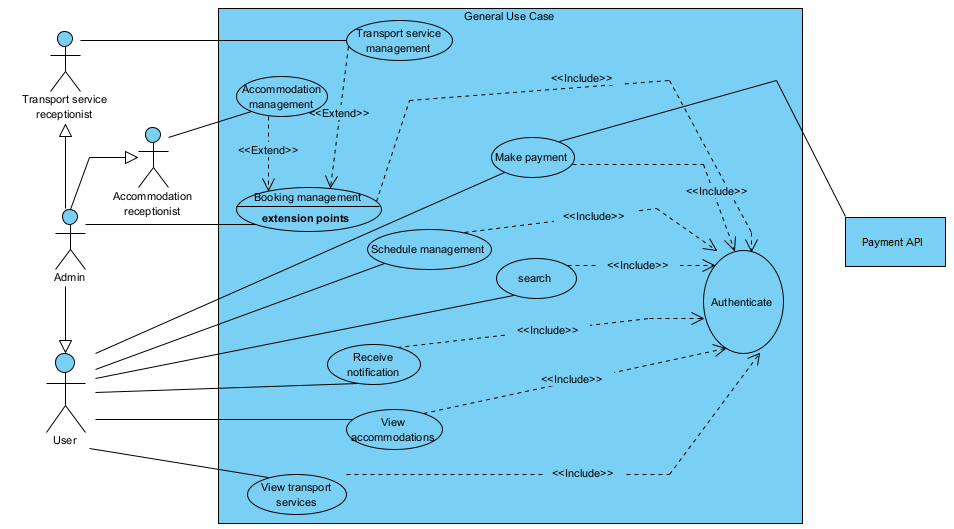 General Use Case
Transport service
management
Transport service
receptionist
<<Include>>
Accommodation
management
<<Extend>>
<<Extend>>
Make payment
Accommodation
receptionist
<<Include>>
Booking management
extension points
<<Include>>
Payment API
Schedule management
Admin
<<Include>>
search
Authenticate
<<Include>>
Receive
notification
<<Include>>
View
accommodations
User
<<Include>>
View transport
services